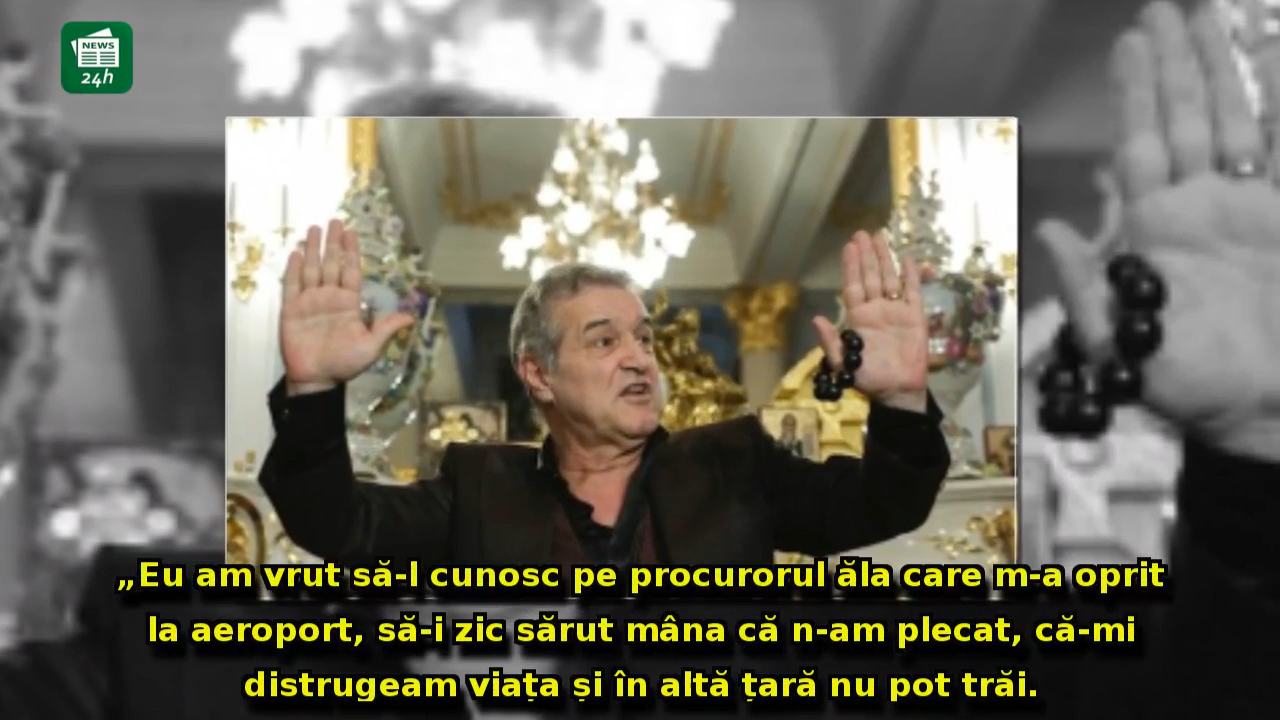 NEWS
24h
„Eu am vrut să-l cunosc pe procurorul ăla care m-a oprit
la aeroport, să-i zic sărut mâna că n-am plecat, că-mi
distrugeam viața și în altă țară nu pot trăi.